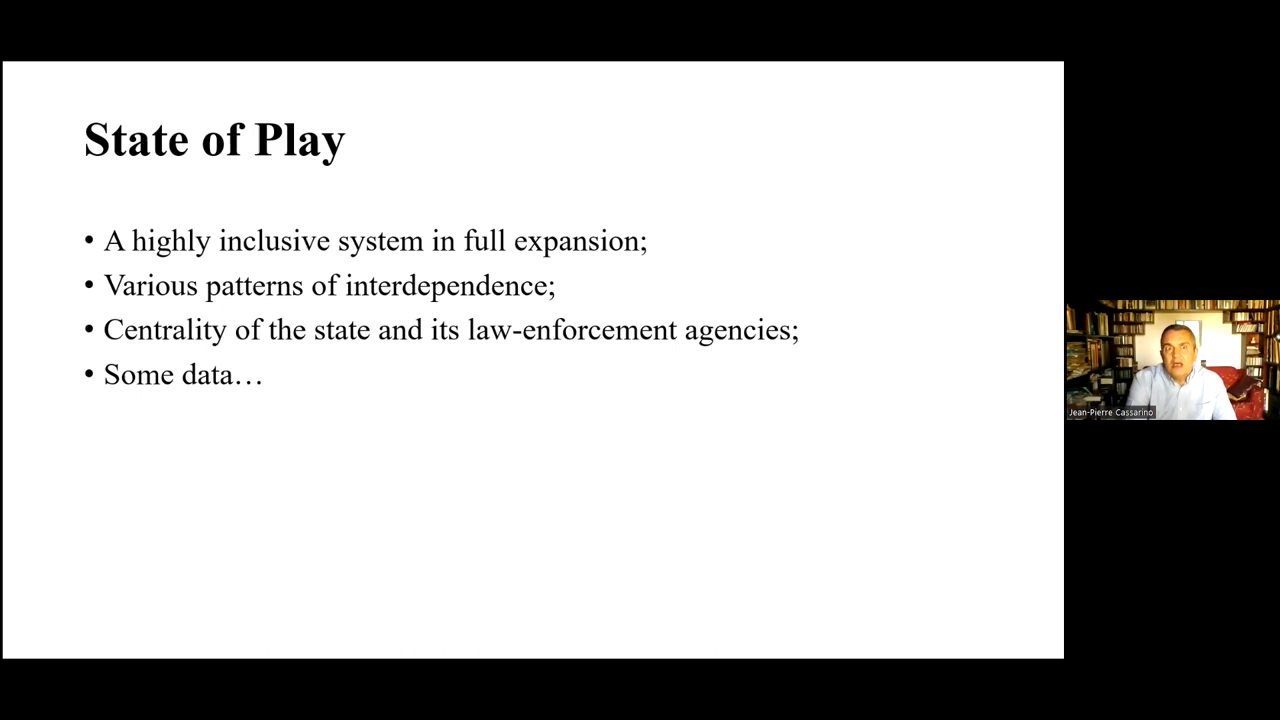 State of Play
• A highly inclusive system in full expansion;
• Various patterns of interdependence;
• Centrality of the state and its law-enforcement agencies;
• Some data…
Jean-Pierre Cassarino